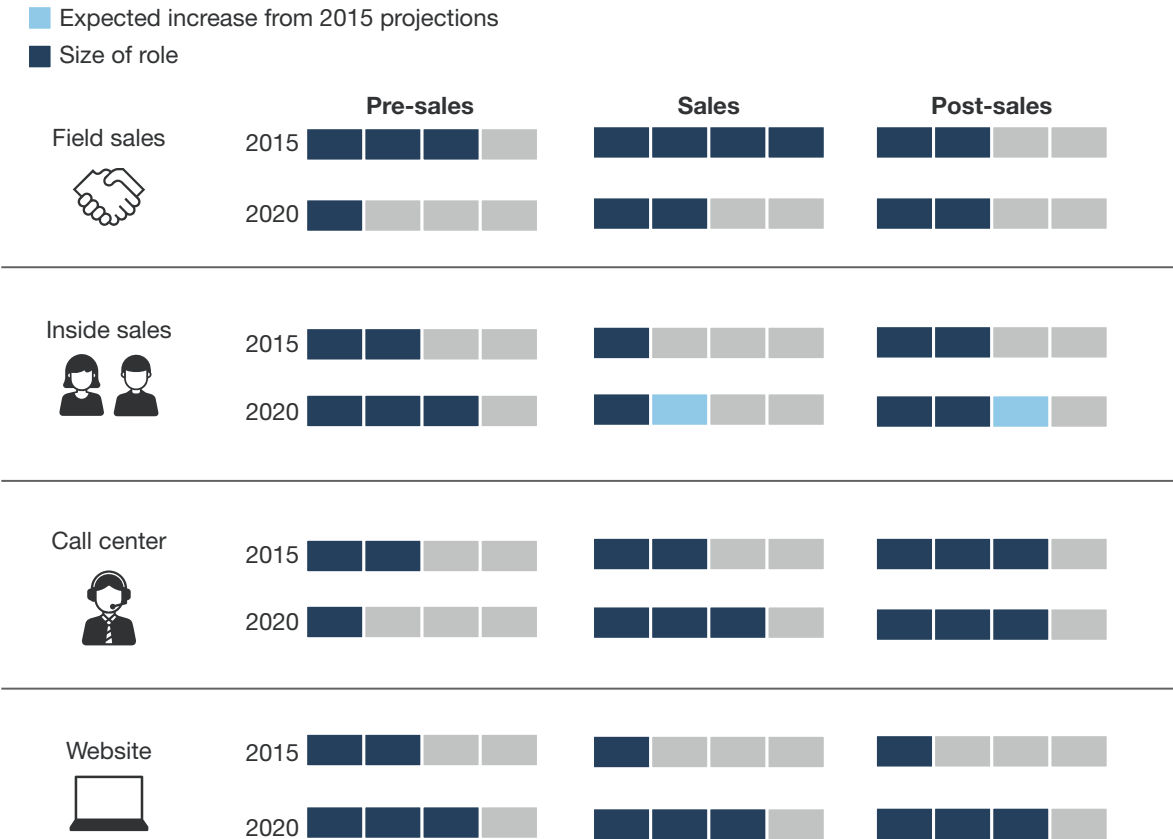 Expected increase from 2015 projections
Size of role
Pre-sales Sales Post-sales
Field sales
2015
2020
Inside sales
2015
2020
Call center
2015
2020
Website
2015
2020